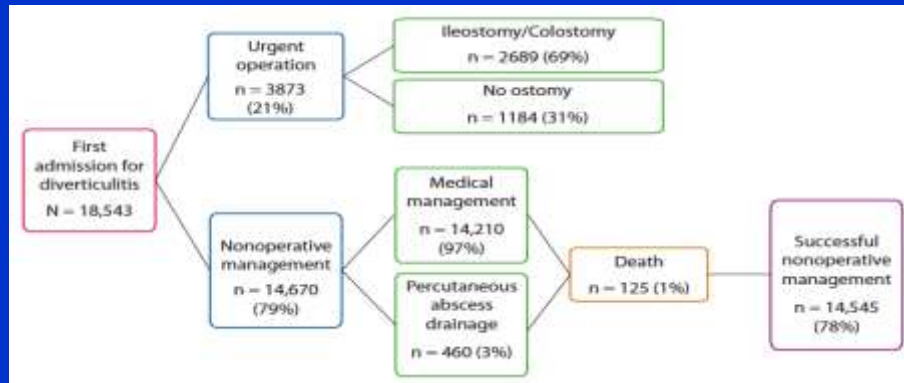 First
admission for
diverticulitis
N = 18,543
Urgent
operation
n = 3873
(21%)
Ileostomy/Colostomy
n = 2689 (69%)
No ostomy
n = 1184 (31%)
Nonoperative
management
n = 14,670
(79%)
Medical
management
n = 14,210
(97%)
Percutaneous
abscess
drainage
n = 460 (3%)
Death
n = 125 (1%)
Successful
nonoperative
management
n = 14,545
(78%)